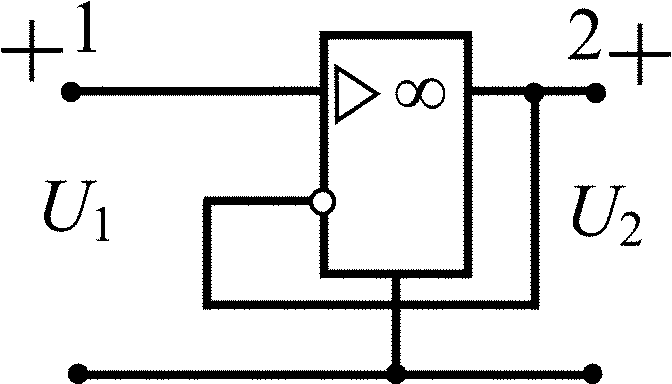 + 1 ▷ ∞ 2 +
U₁ U₂